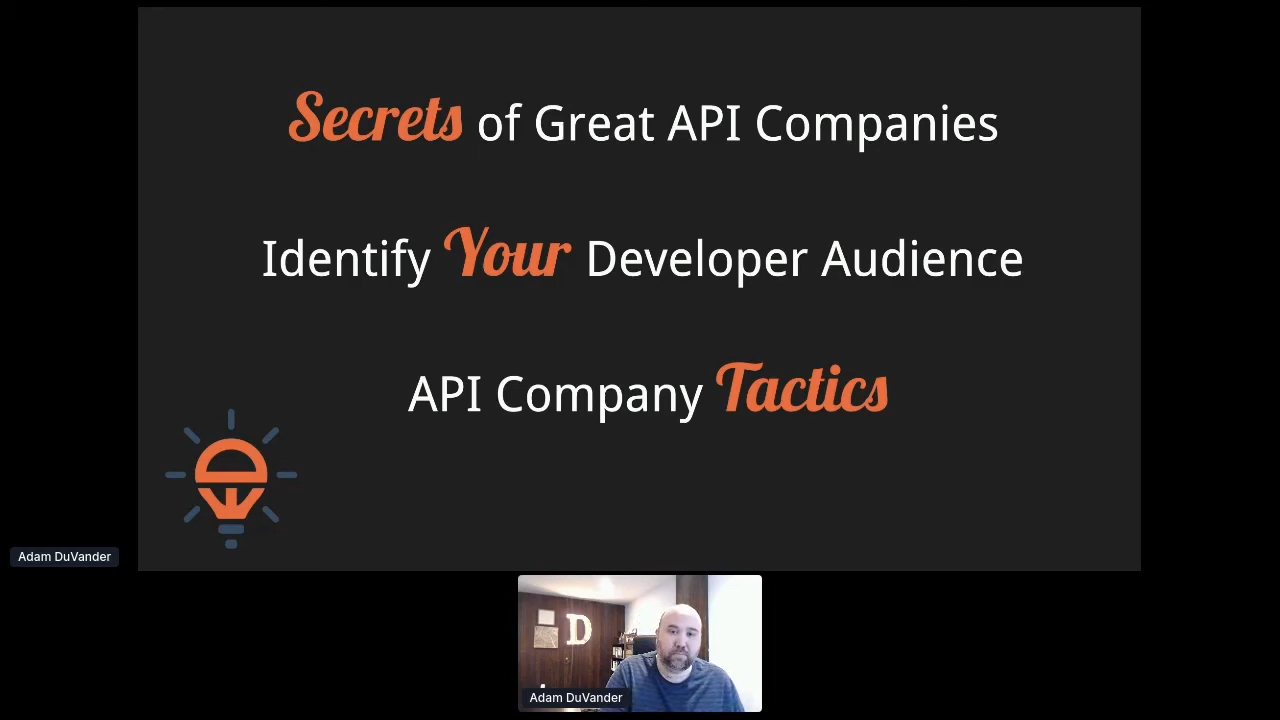 Secrets of Great API Companies
Identify Your Developer Audience
API Company Tactics
Adam DuVander
D
Adam DuVander